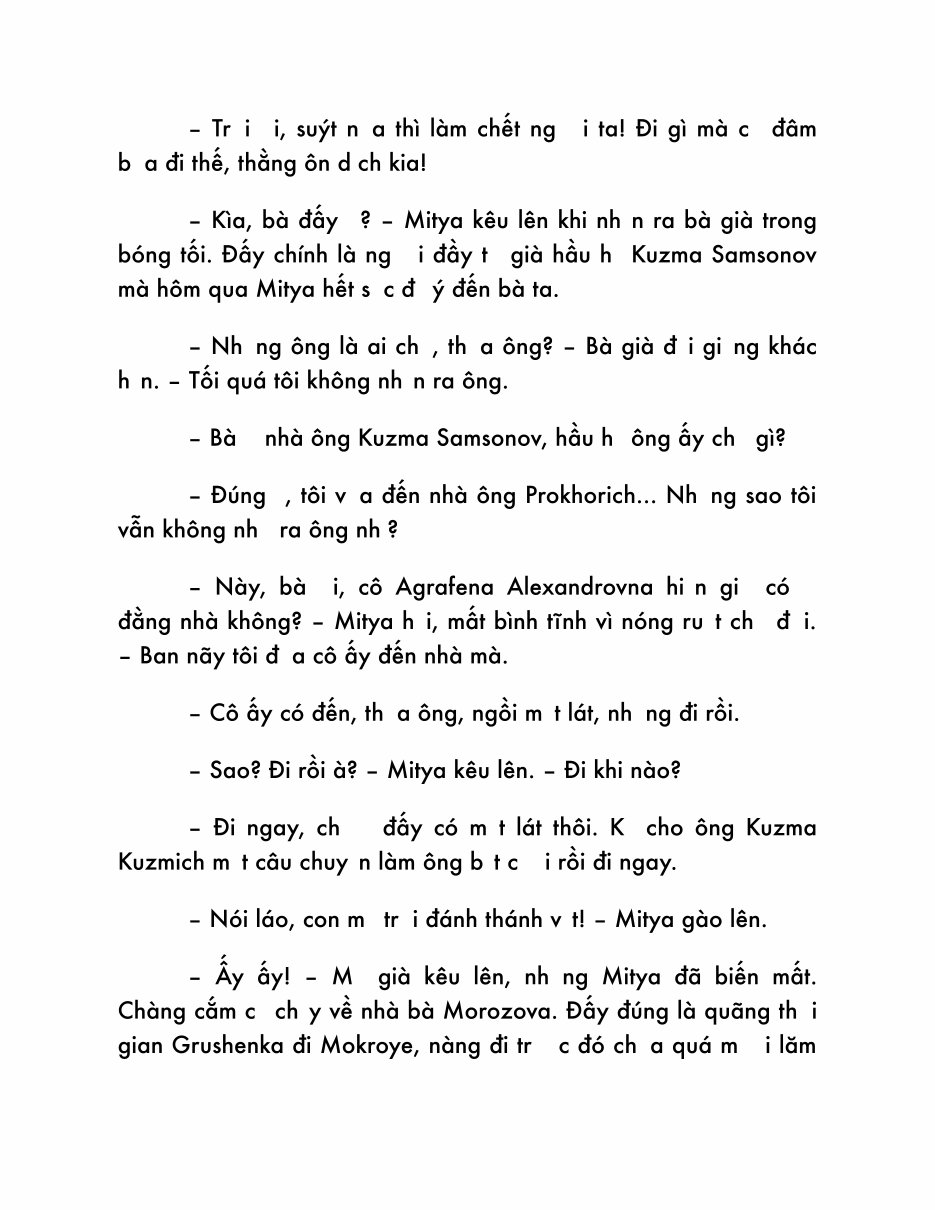 – Tr i i, suýt n a thì làm chết ng i ta! Đi gì mà c đâm
b a đi thế, thằng ôn d ch kia!
– Kìa, bà đấy ? – Mitya kêu lên khi nh n ra bà già trong
bóng tối. Đấy chính là ng i đầy t già hầu h Kuzma Samsonov
mà hôm qua Mitya hết s c đ ý đến bà ta.
– Nh ng ông là ai ch , th a ông? – Bà già đ i gi ng khác
h n. – Tối quá tôi không nh n ra ông.
– Bà nhà ông Kuzma Samsonov, hầu h ông ấy ch gì?
– Đúng , tôi v a đến nhà ông Prokhorich... Nh ng sao tôi
vẫn không nh ra ông nh ?
– Này, bà i, cô Agrafena Alexandrovna hi n gi có
đằng nhà không? – Mitya h i, mất bình tĩnh vì nóng ru t ch đ i.
– Ban nãy tôi đ a cô ấy đến nhà mà.
– Cô ấy có đến, th a ông, ngồi m t lát, nh ng đi rồi.
– Sao? Đi rồi à? – Mitya kêu lên. – Đi khi nào?
– Đi ngay, ch đấy có m t lát thôi. K cho ông Kuzma
Kuzmich m t câu chuy n làm ông b t c i rồi đi ngay.
– Nói láo, con m tr i đánh thánh v t! – Mitya gào lên.
– Ấy ấy! – M già kêu lên, nh ng Mitya đã biến mất.
Chàng cắm c ch y về nhà bà Morozova. Đấy đúng là quãng th i
gian Grushenka đi Mokroye, nàng đi tr c đó ch a quá m i lăm